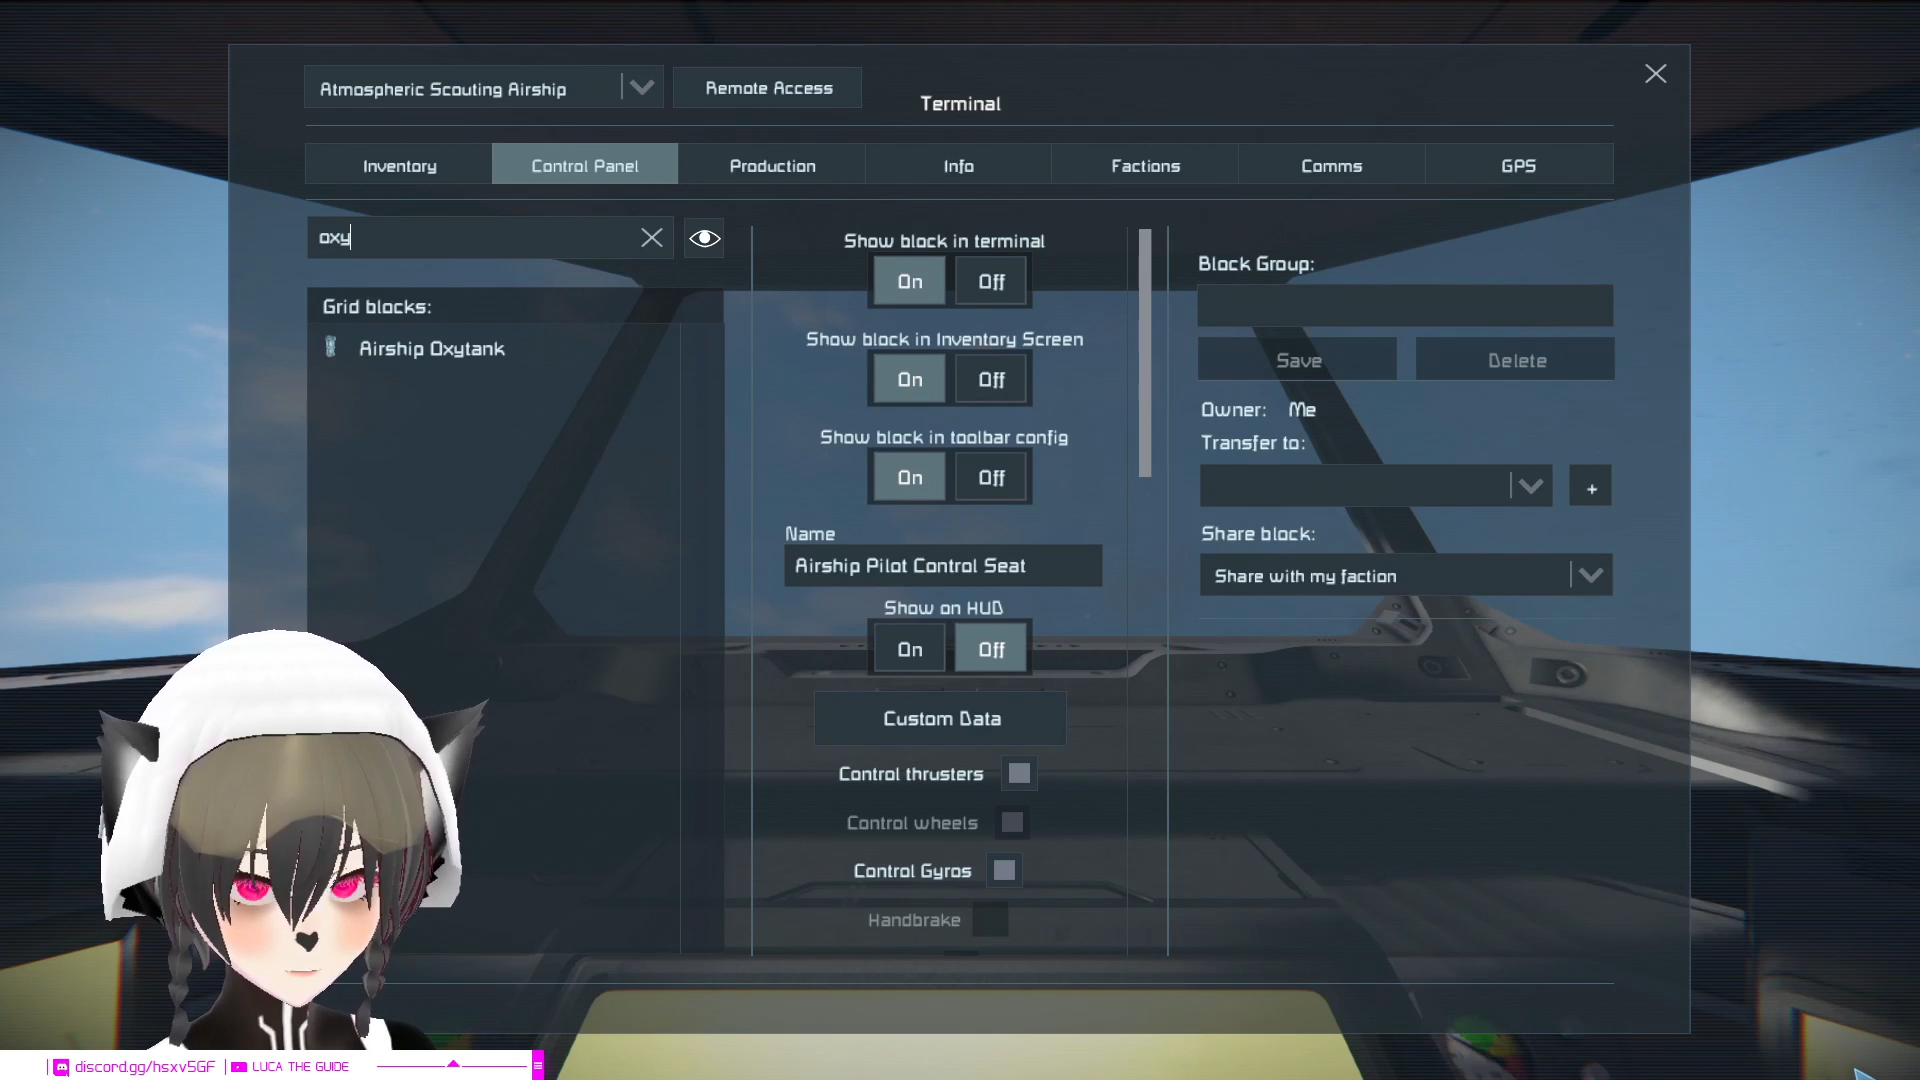 Atmospheric Scouting Airship
Remote Access
Terminal
Inventory
Control Panel
Production
Info
Factions
Comms
GPS
oxy
Grid blocks:
Airship Oxytank
Show block in terminal
On Off
Show block in Inventory Screen
On Off
Show block in toolbar config
On Off
Name
Airship Pilot Control Seat
Show on HUD
On Off
Custom Data
Control thrusters
Control wheels
Control Gyros
Handbrake
Block Group:
Save Delete
Owner: Me
Transfer to:
+
Share block:
Share with my faction
discord.gg/hsxv5GF LUCA THE GUIDE